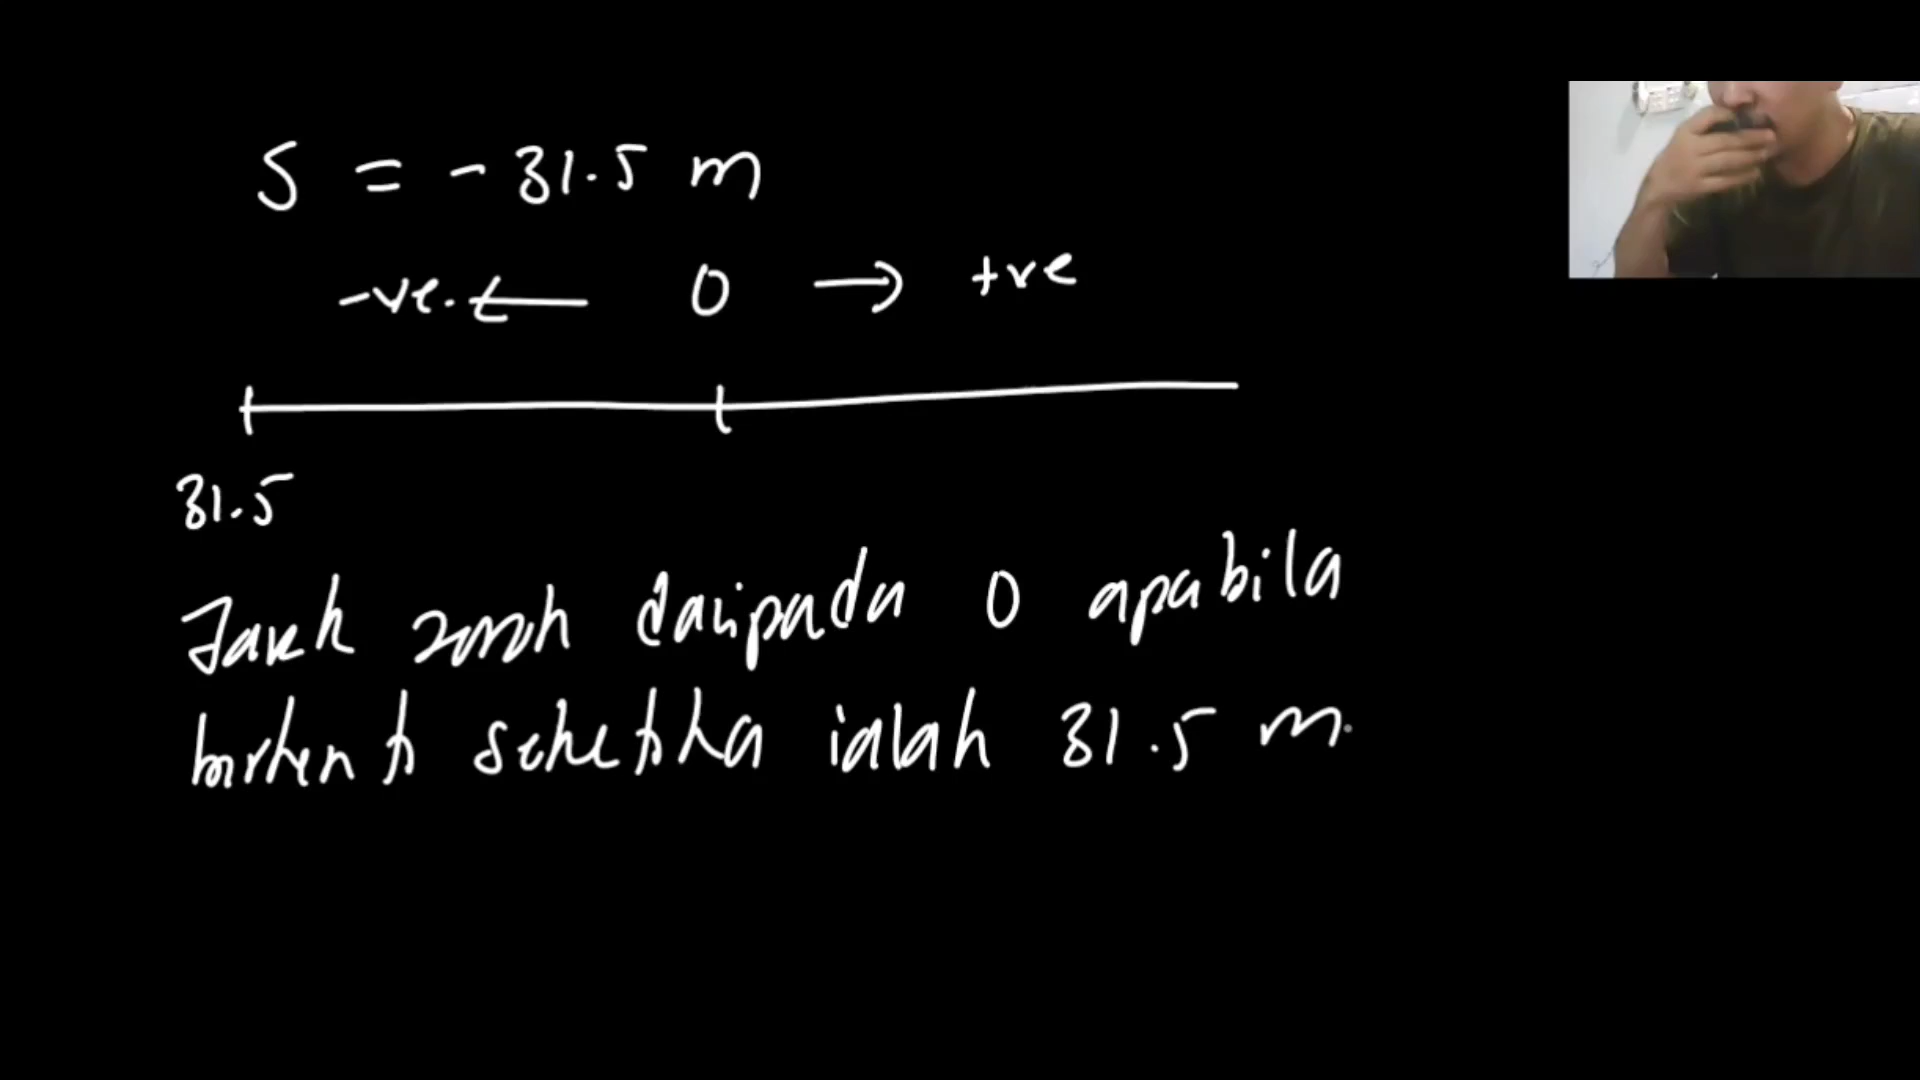 S = - 31.5 m
-ve. ← 0 → +ve
31.5
Jarak zarah daripada 0 apabila
berhenti seketika ialah 31.5 m.